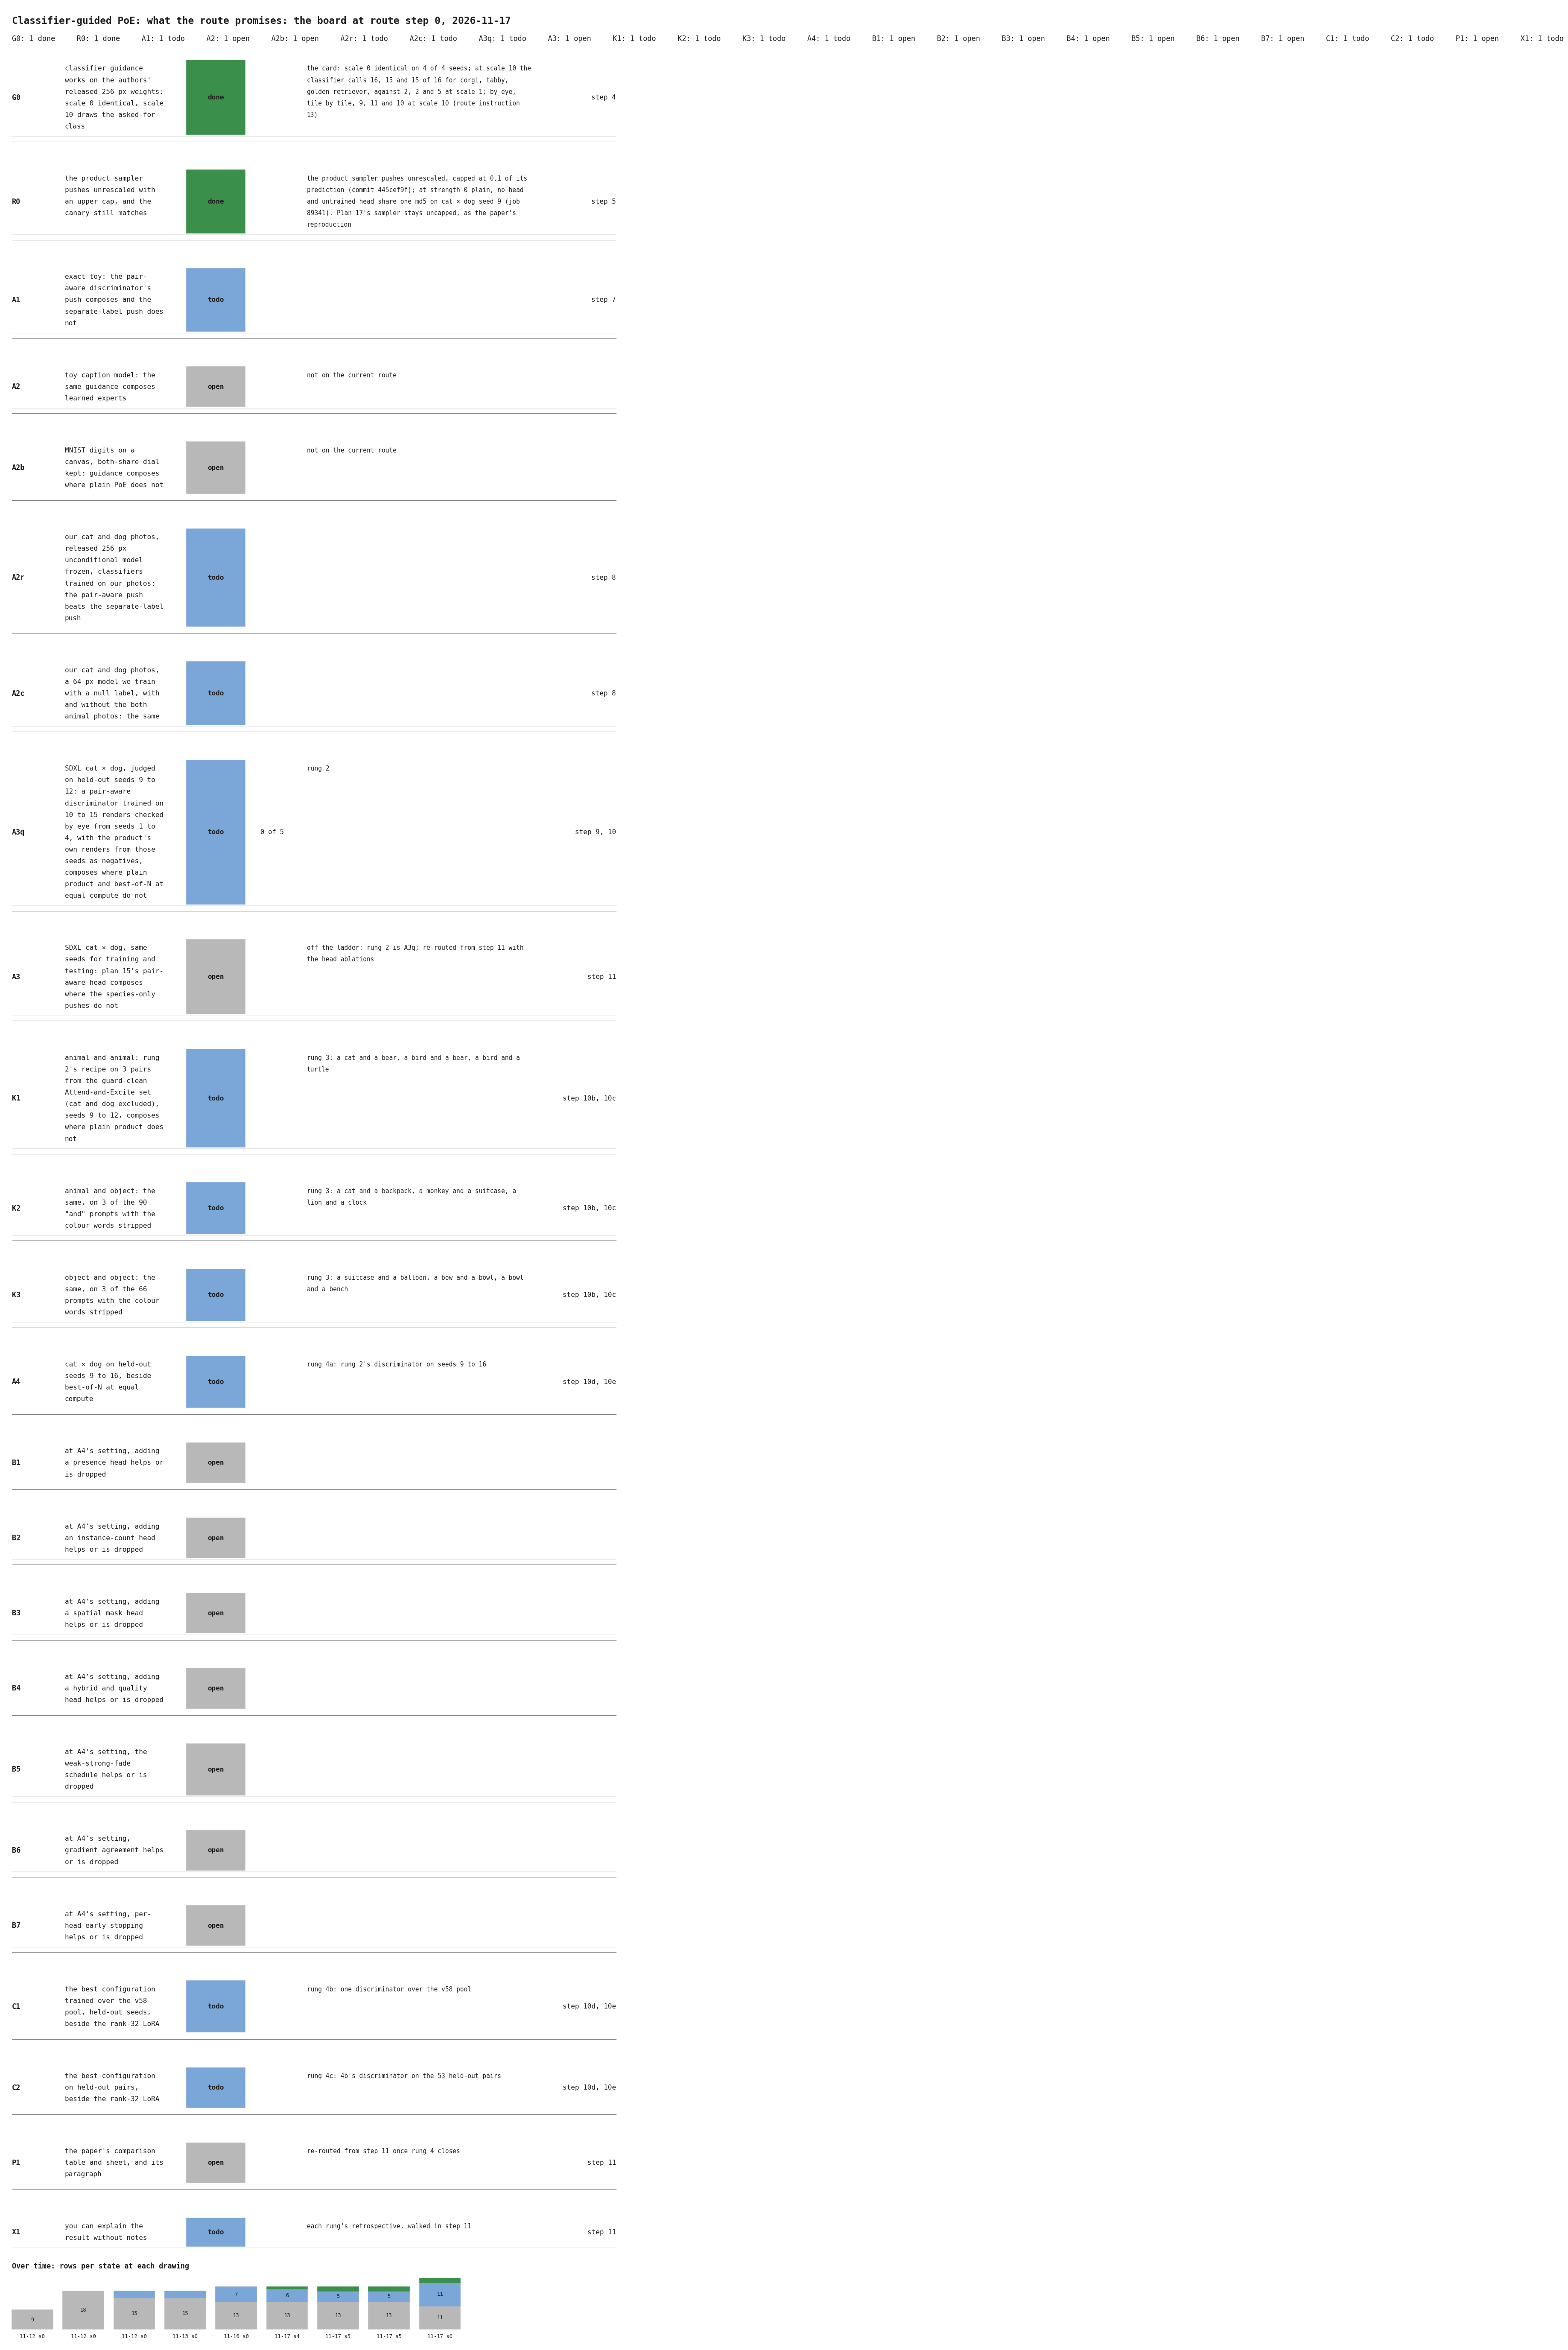 Classifier-guided PoE: what the route promises: the board at route step 0, 2026-11-17
G0: 1 done R0: 1 done A1: 1 todo A2: 1 open A2b: 1 open A2r: 1 todo A2c: 1 todo A3q: 1 todo A3: 1 open K1: 1 todo K2: 1 todo K3: 1 todo A4: 1 todo B1: 1 open B2: 1 open B3: 1 open B4: 1 open B5: 1 open B6: 1 open B7: 1 open C1: 1 todo C2: 1 todo P1: 1 open X1: 1 todo
G0
classifier guidance
works on the authors'
released 256 px weights:
scale 0 identical, scale
10 draws the asked-for
class
done
the card: scale 0 identical on 4 of 4 seeds; at scale 10 the
classifier calls 16, 15 and 15 of 16 for corgi, tabby,
golden retriever, against 2, 2 and 5 at scale 1; by eye,
tile by tile, 9, 11 and 10 at scale 10 (route instruction
13)
step 4
R0
the product sampler
pushes unrescaled with
an upper cap, and the
canary still matches
done
the product sampler pushes unrescaled, capped at 0.1 of its
prediction (commit 445cef9f); at strength 0 plain, no head
and untrained head share one md5 on cat × dog seed 9 (job
89341). Plan 17's sampler stays uncapped, as the paper's
reproduction
step 5
A1
exact toy: the pair-
aware discriminator's
push composes and the
separate-label push does
not
todo
step 7
A2
toy caption model: the
same guidance composes
learned experts
open
not on the current route
A2b
MNIST digits on a
canvas, both-share dial
kept: guidance composes
where plain PoE does not
open
not on the current route
A2r
our cat and dog photos,
released 256 px
unconditional model
frozen, classifiers
trained on our photos:
the pair-aware push
beats the separate-label
push
todo
step 8
A2c
our cat and dog photos,
a 64 px model we train
with a null label, with
and without the both-
animal photos: the same
todo
step 8
A3q
SDXL cat × dog, judged
on held-out seeds 9 to
12: a pair-aware
discriminator trained on
10 to 15 renders checked
by eye from seeds 1 to
4, with the product's
own renders from those
seeds as negatives,
composes where plain
product and best-of-N at
equal compute do not
todo
0 of 5
rung 2
step 9, 10
A3
SDXL cat × dog, same
seeds for training and
testing: plan 15's pair-
aware head composes
where the species-only
pushes do not
open
off the ladder: rung 2 is A3q; re-routed from step 11 with
the head ablations
step 11
K1
animal and animal: rung
2's recipe on 3 pairs
from the guard-clean
Attend-and-Excite set
(cat and dog excluded),
seeds 9 to 12, composes
where plain product does
not
todo
rung 3: a cat and a bear, a bird and a bear, a bird and a
turtle
step 10b, 10c
K2
animal and object: the
same, on 3 of the 90
"and" prompts with the
colour words stripped
todo
rung 3: a cat and a backpack, a monkey and a suitcase, a
lion and a clock
step 10b, 10c
K3
object and object: the
same, on 3 of the 66
prompts with the colour
words stripped
todo
rung 3: a suitcase and a balloon, a bow and a bowl, a bowl
and a bench
step 10b, 10c
A4
cat × dog on held-out
seeds 9 to 16, beside
best-of-N at equal
compute
todo
rung 4a: rung 2's discriminator on seeds 9 to 16
step 10d, 10e
B1
at A4's setting, adding
a presence head helps or
is dropped
open
B2
at A4's setting, adding
an instance-count head
helps or is dropped
open
B3
at A4's setting, adding
a spatial mask head
helps or is dropped
open
B4
at A4's setting, adding
a hybrid and quality
head helps or is dropped
open
B5
at A4's setting, the
weak-strong-fade
schedule helps or is
dropped
open
B6
at A4's setting,
gradient agreement helps
or is dropped
open
B7
at A4's setting, per-
head early stopping
helps or is dropped
open
C1
the best configuration
trained over the v58
pool, held-out seeds,
beside the rank-32 LoRA
todo
rung 4b: one discriminator over the v58 pool
step 10d, 10e
C2
the best configuration
on held-out pairs,
beside the rank-32 LoRA
todo
rung 4c: 4b's discriminator on the 53 held-out pairs
step 10d, 10e
P1
the paper's comparison
table and sheet, and its
paragraph
open
re-routed from step 11 once rung 4 closes
step 11
X1
you can explain the
result without notes
todo
each rung's retrospective, walked in step 11
step 11
Over time: rows per state at each drawing
9 18 15 15 7 13 6 13 5 13 5 13 11 11
11-12 s0 11-12 s0 11-12 s0 11-13 s0 11-16 s0 11-17 s4 11-17 s5 11-17 s5 11-17 s0